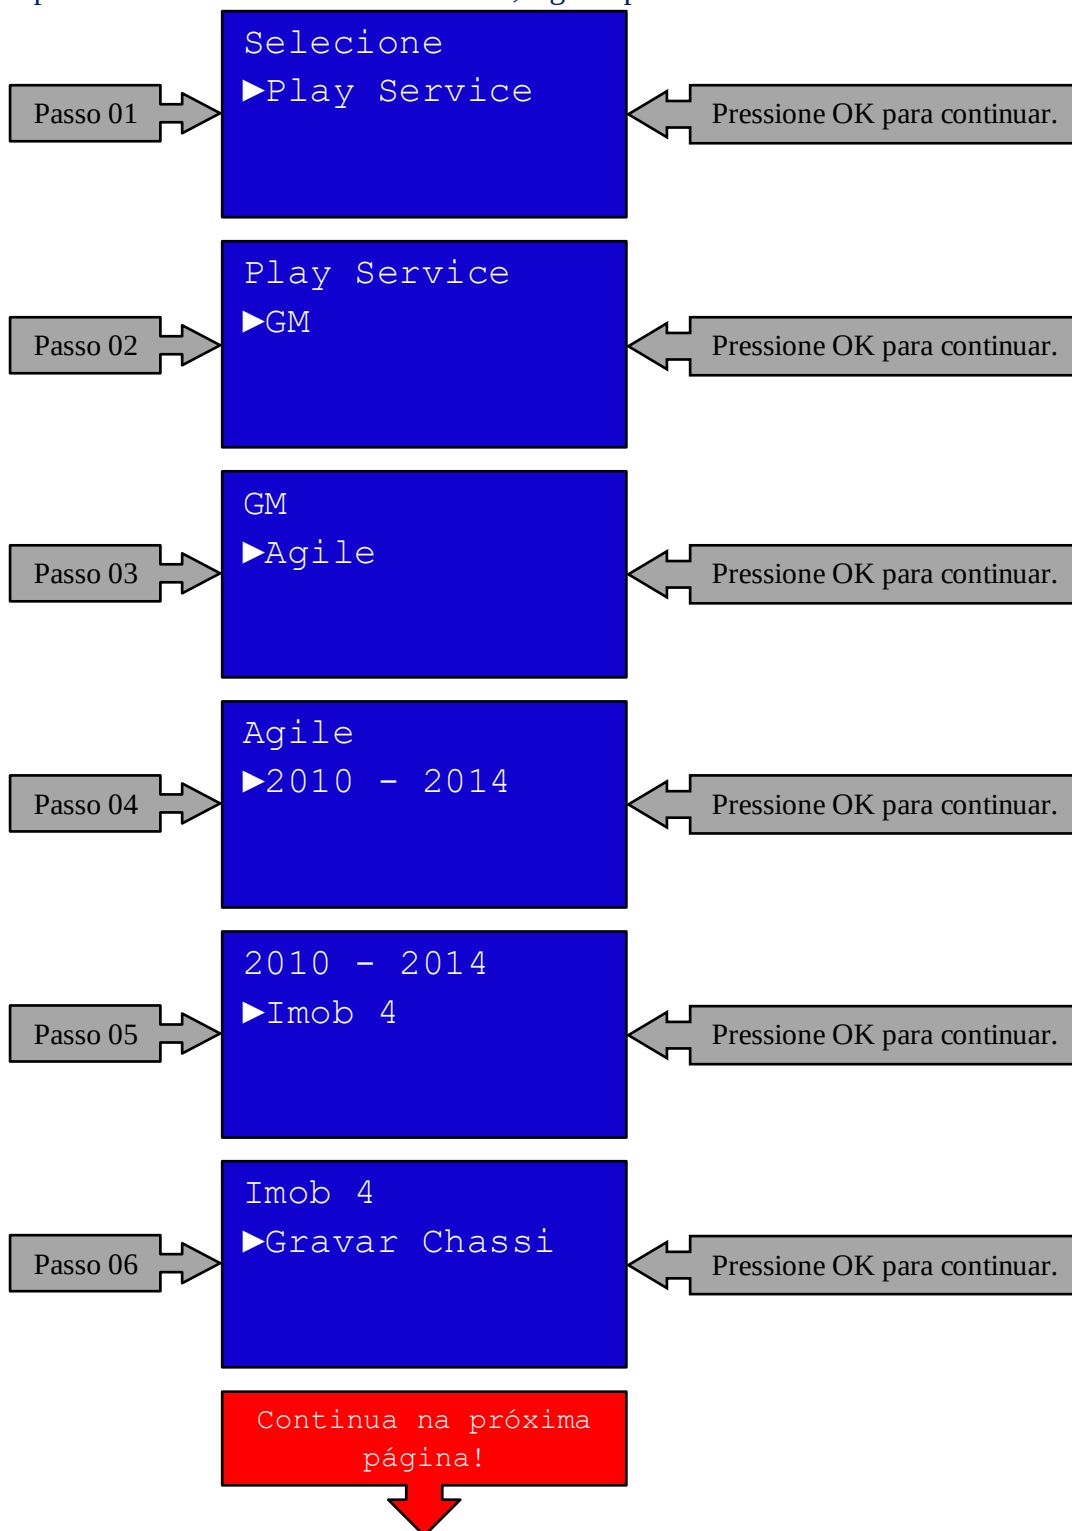 Selecione
Passo 01
►Play Service
Pressione OK para continuar.
Play Service
Passo 02
►GM
Pressione OK para continuar.
GM
Passo 03
►Agile
Pressione OK para continuar.
Agile
Passo 04
►2010 - 2014
Pressione OK para continuar.
2010 - 2014
Passo 05
►Imob 4
Pressione OK para continuar.
Imob 4
Passo 06
►Gravar Chassi
Pressione OK para continuar.
Continua na próxima
página!